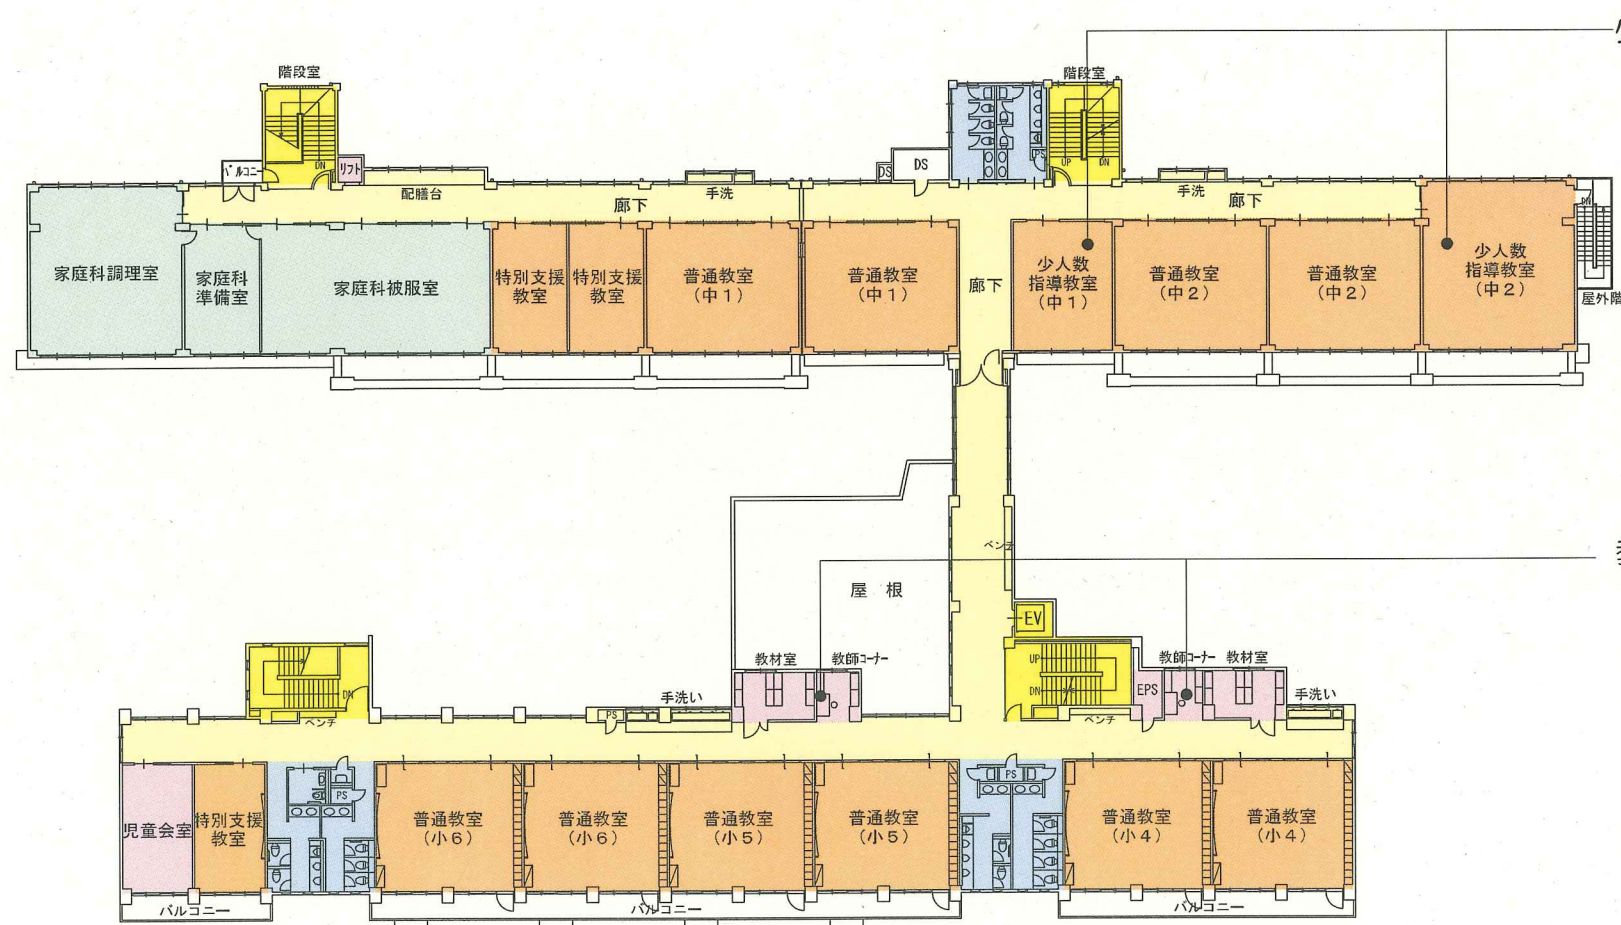 階段室
階段室
バルコニー
DN
リフト
配膳台
手洗
DS
DS
PS
UP
DN
手洗
廊下
廊下
DN
屋外階
家庭科調理室
家庭科
準備室
家庭科被服室
特別支援
教室
特別支援
教室
普通教室
(中1)
普通教室
(中1)
廊下
少人数
指導教室
(中1)
普通教室
(中2)
普通教室
(中2)
少人数
指導教室
(中2)
ベンチ
屋 根
EV
教材室
教師コーナー
UP
DN
EPS
教師コーナー
教材室
手洗い
DN
ベンチ
PS
手洗い
ベンチ
児童会室
特別支援
教室
PS
普通教室
(小6)
普通教室
(小6)
普通教室
(小5)
普通教室
(小5)
PS
普通教室
(小4)
普通教室
(小4)
バルコニー
バルコニー
バルコニー